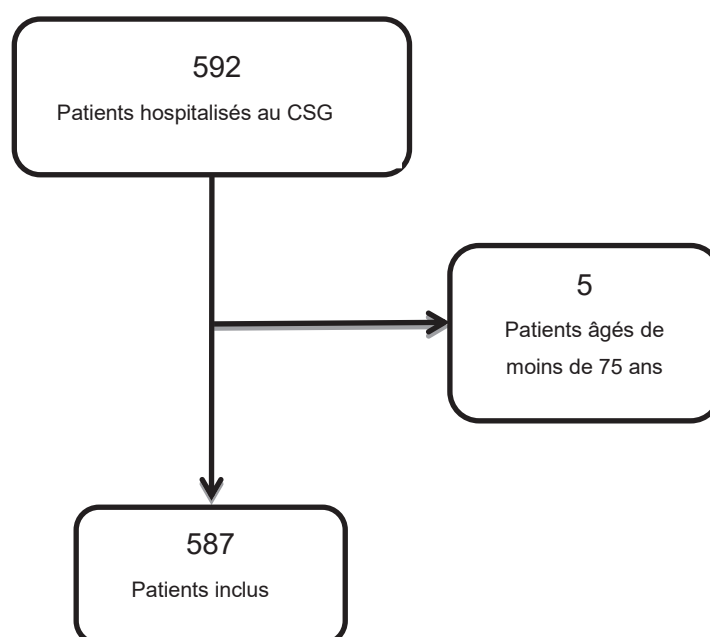 592
Patients hospitalisés au CSG
5
Patients âgés de
moins de 75 ans
587
Patients inclus